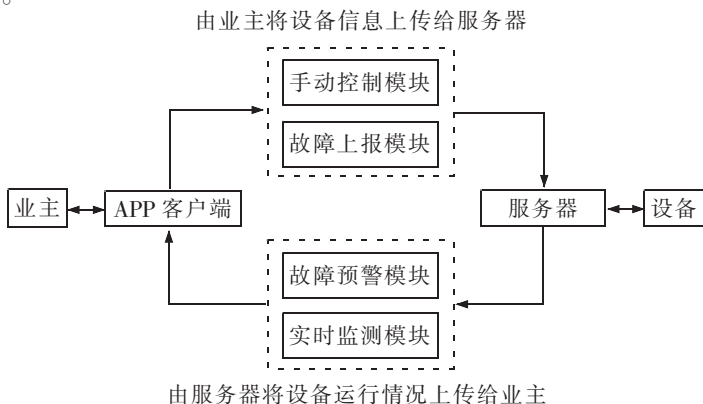 。
由业主将设备信息上传给服务器
手动控制模块
故障上报模块
业主
APP 客户端
服务器
设备
故障预警模块
实时监测模块
由服务器将设备运行情况上传给业主